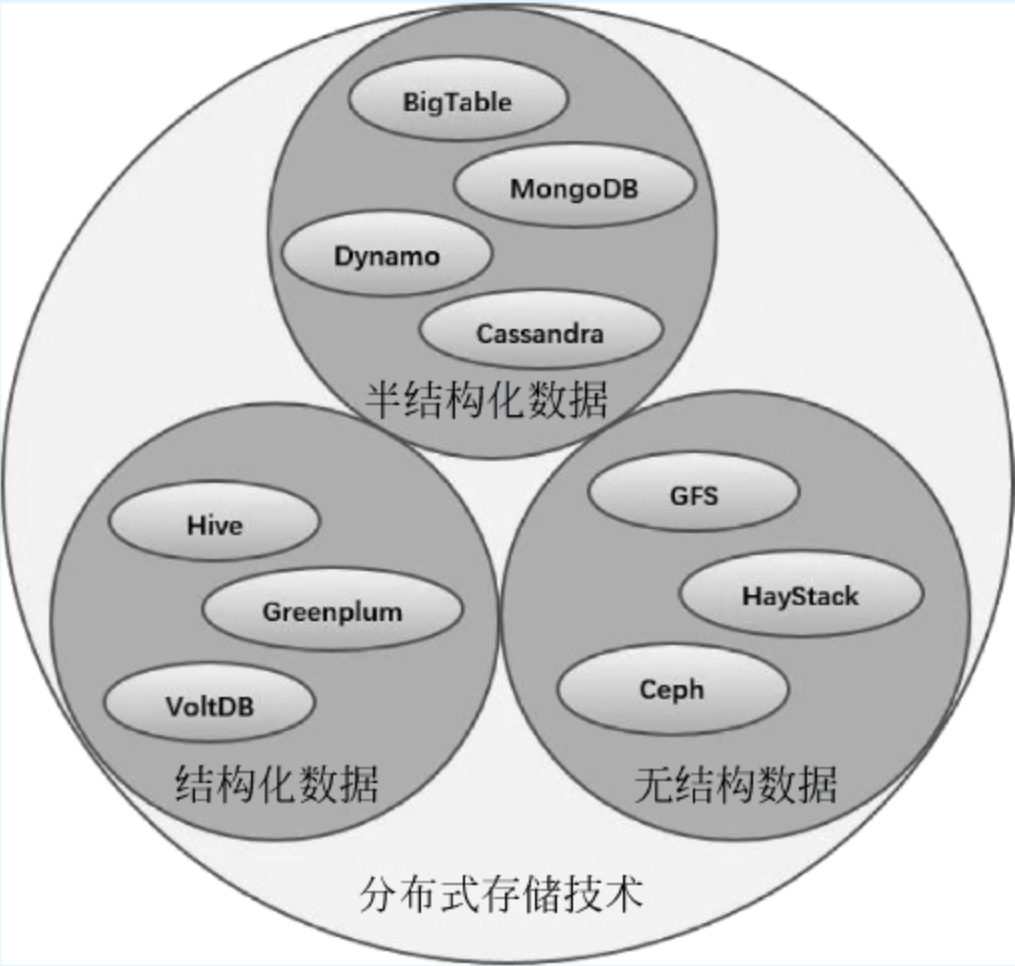 BigTable
MongoDB
Dynamo
Cassandra
半结构化数据
Hive
Greenplum
VoltDB
结构化数据
GFS
HayStack
Ceph
无结构数据
分布式存储技术